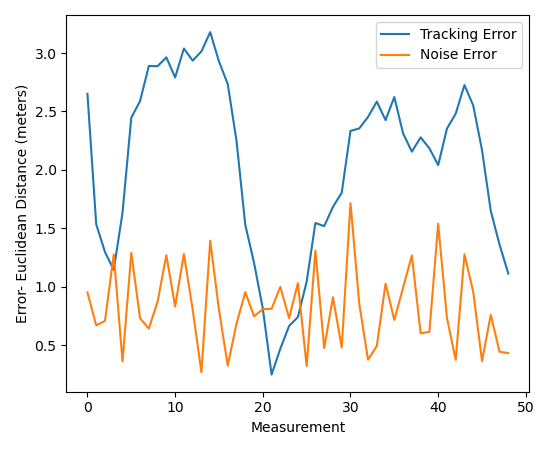 Tracking Error
Noise Error
Error- Euclidean Distance (meters)
3.0
2.5
2.0
1.5
1.0
0.5
0 10 20 30 40 50
Measurement